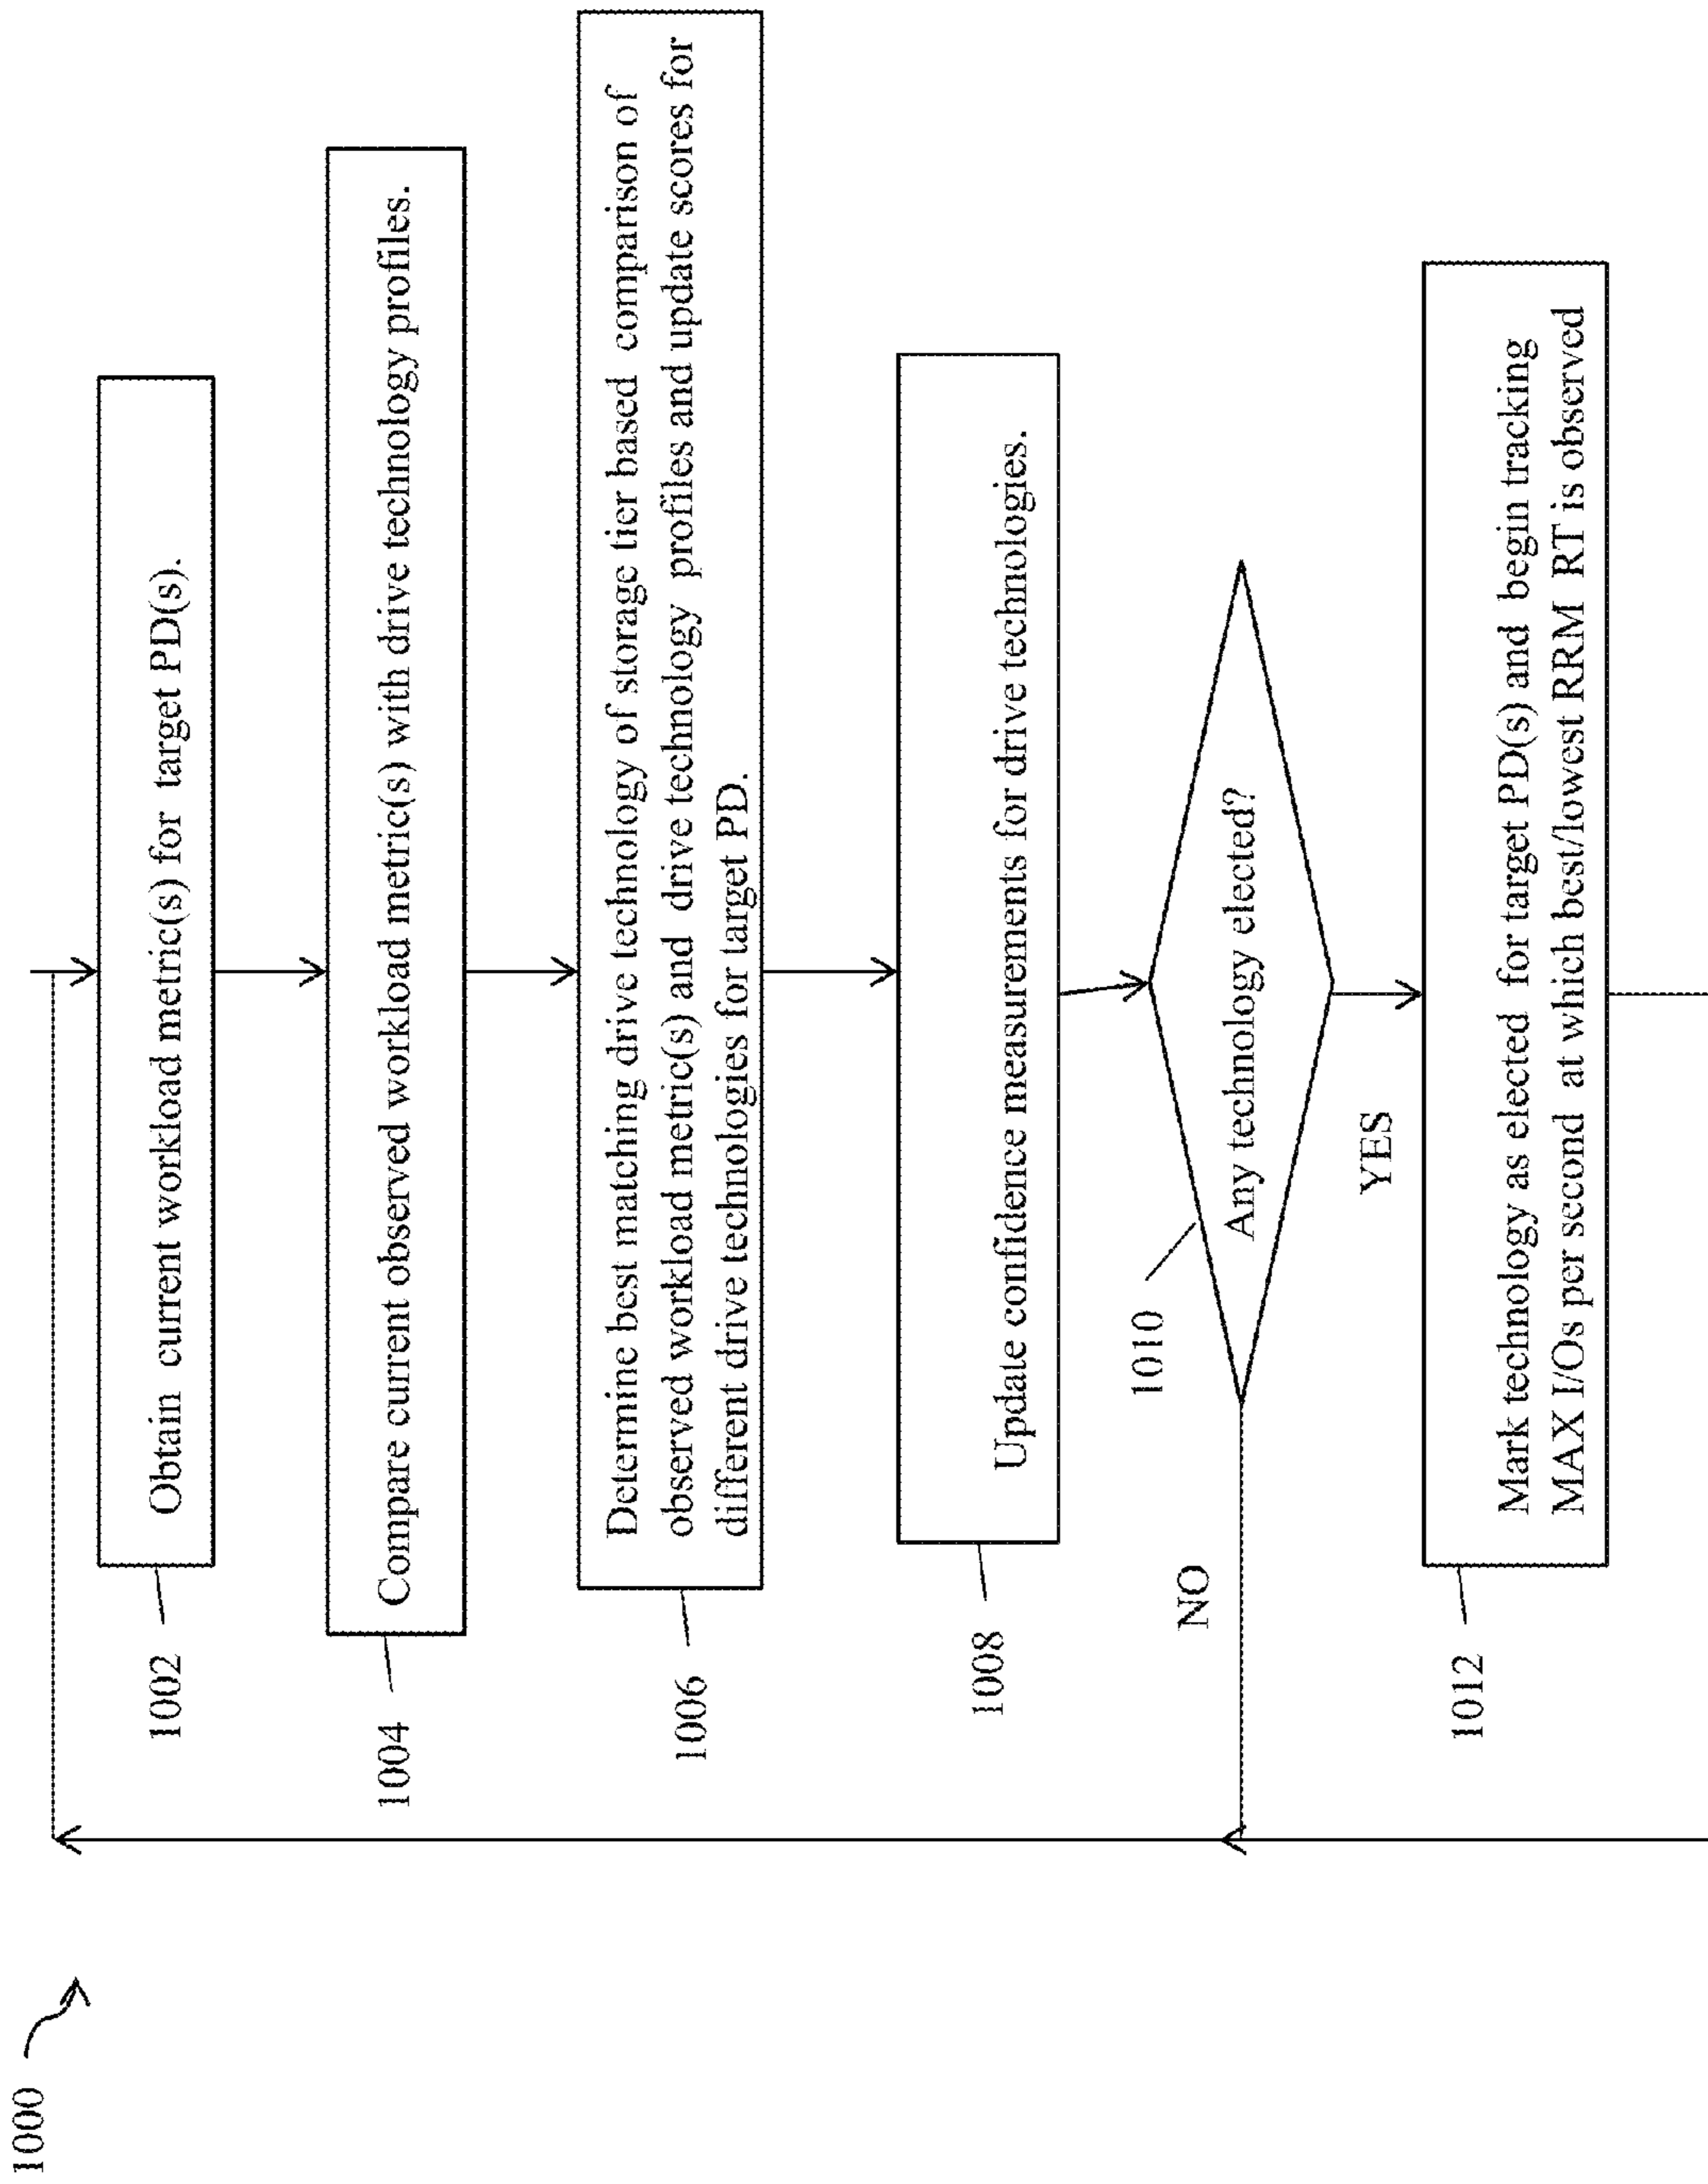 1000
1002
Obtain current workload metric(s) for target PD(s).
1004
Compare current observed workload metric(s) with drive technology profiles.
1006
Determine best matching drive technology of storage tier based comparison of
observed workload metric(s) and drive technology profiles and update scores for
different drive technologies for target PD.
1008
Update confidence measurements for drive technologies.
1010
Any technology elected?
NO
YES
1012
Mark technology as elected for target PD(s) and begin tracking
MAX I/Os per second at which best/lowest RRM RT is observed